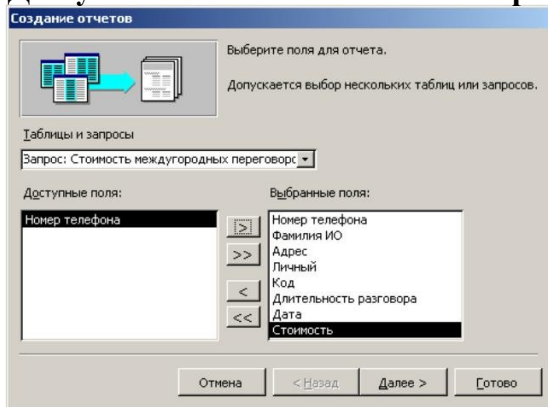 Создание отчетов
Выберите поля для отчета.
Допускается выбор нескольких таблиц или запросов.
Таблицы и запросы
Запрос: Стоимость междугородных переговорс
Доступные поля:
Выбранные поля:
Номер телефона
>
>>
<
<<
Номер телефона
Фамилия ИО
Адрес
Личный
Код
Длительность разговора
Дата
Стоимость
Отмена
< Назад
Далее >
Готово